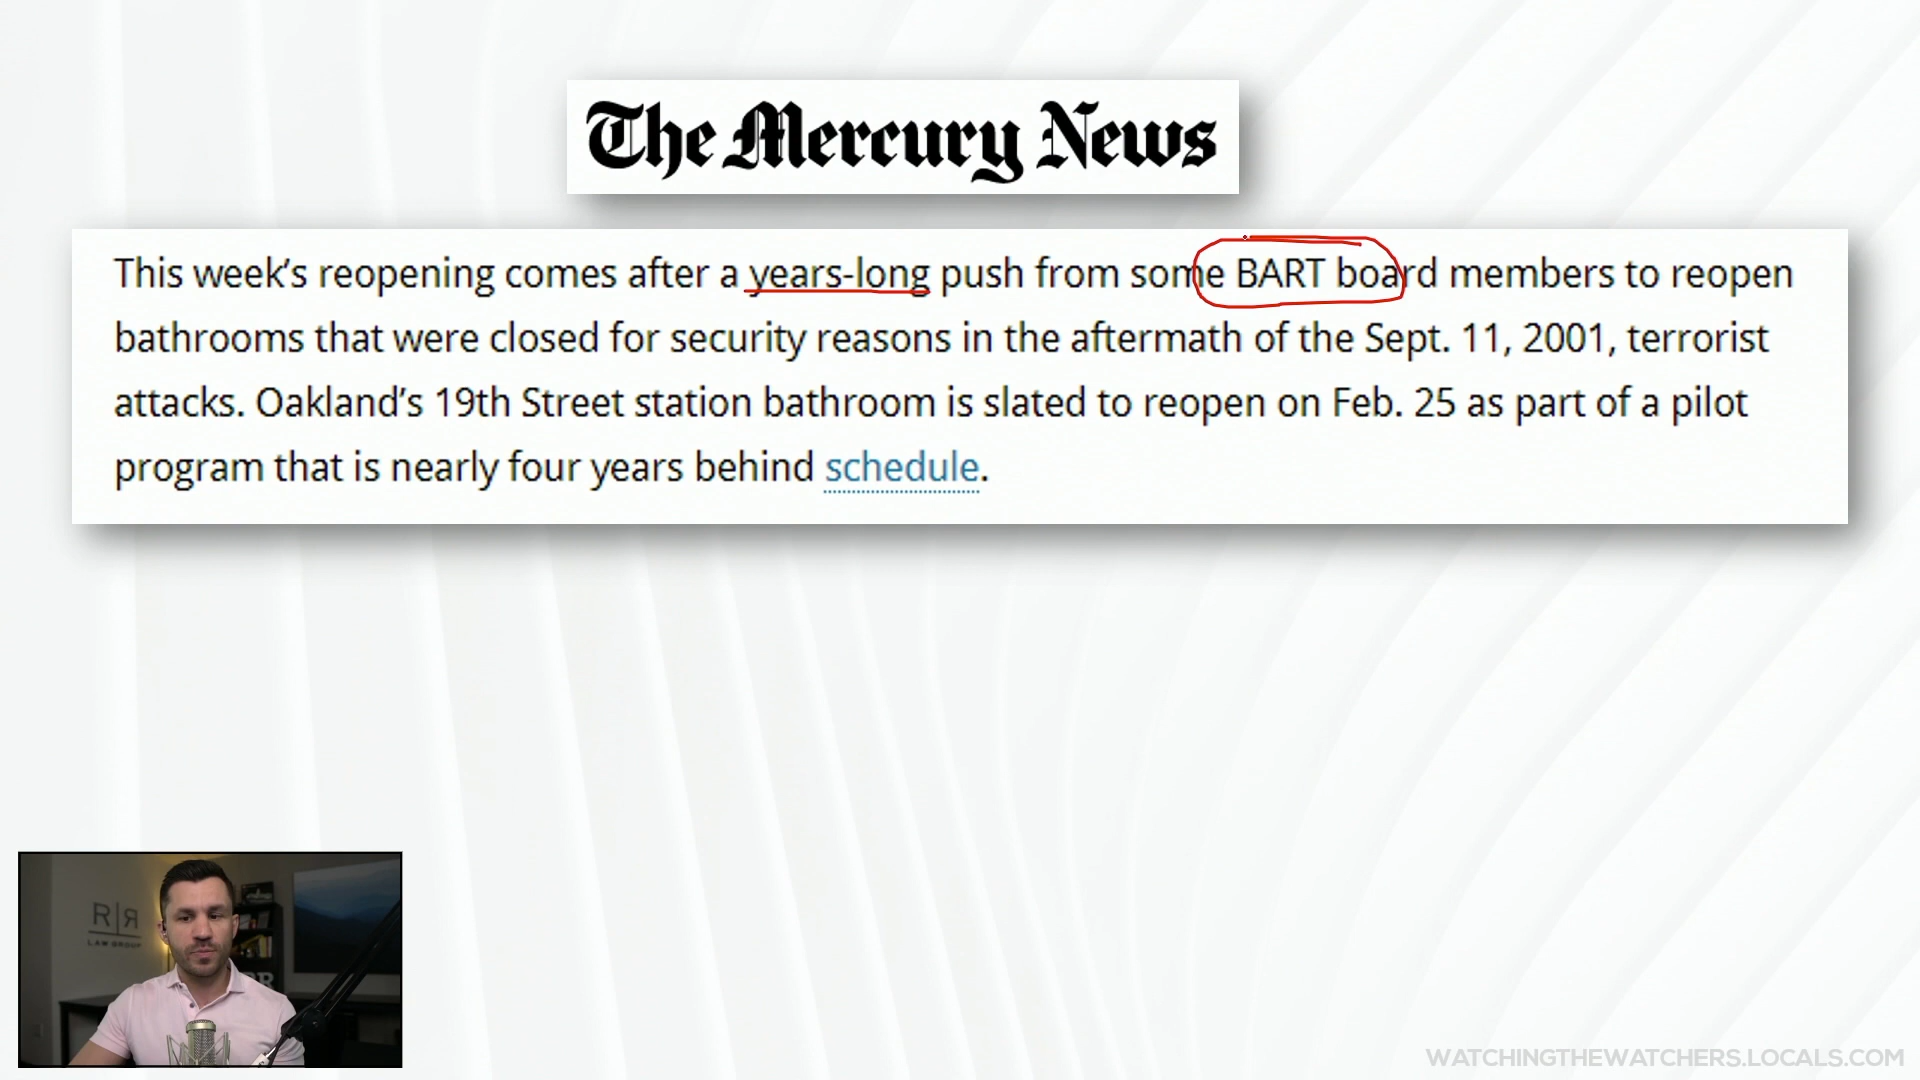 The Mercury News
This week's reopening comes after a years-long push from some BART board members to reopen
bathrooms that were closed for security reasons in the aftermath of the Sept. 11, 2001, terrorist
attacks. Oakland's 19th Street station bathroom is slated to reopen on Feb. 25 as part of a pilot
program that is nearly four years behind schedule.
R|R
LAW GROUP
WATCHINGTHEWATCHERS.LOCALS.COM